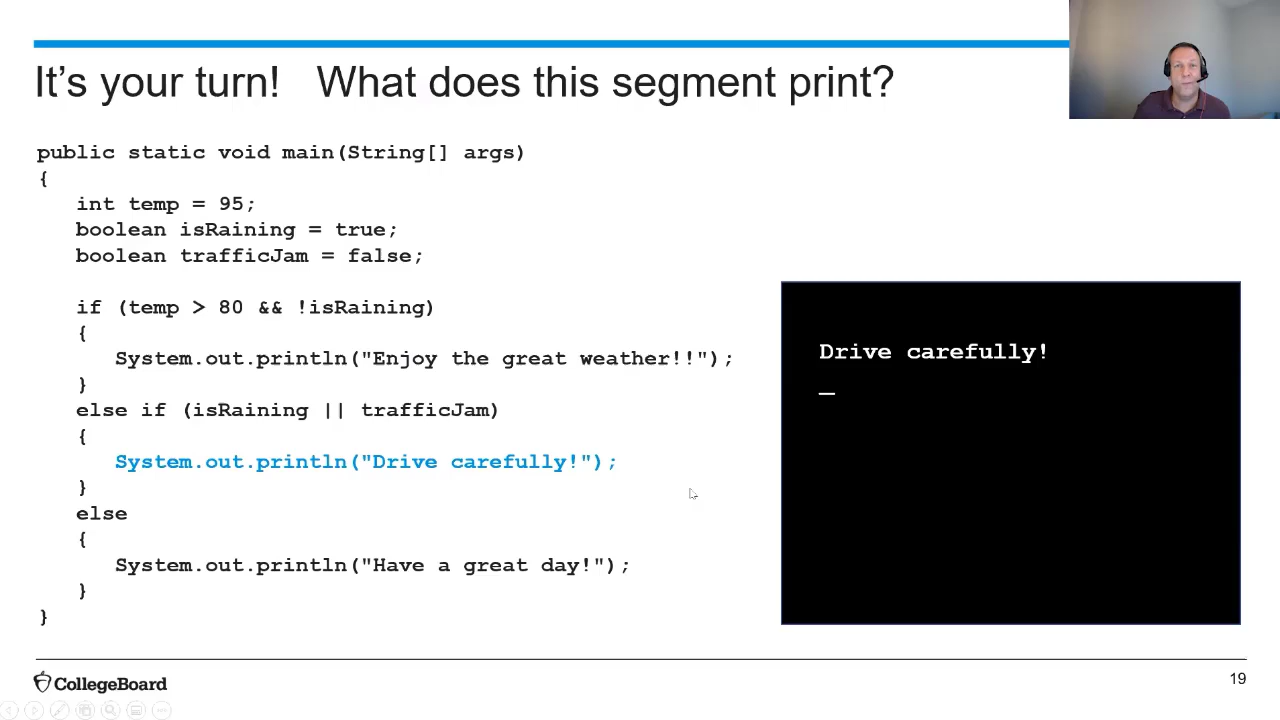 It’s your turn!   What does this segment print?
public static void main(String[] args)
{
int temp = 95;
boolean isRaining = true;
boolean trafficJam = false;
if (temp > 80 && !isRaining)
{
System.out.println("Enjoy the great weather!!");
}
else if (isRaining || trafficJam)
{
System.out.println("Drive carefully!");
}
else
{
System.out.println("Have a great day!");
}
}
Drive carefully!
_
CollegeBoard
19